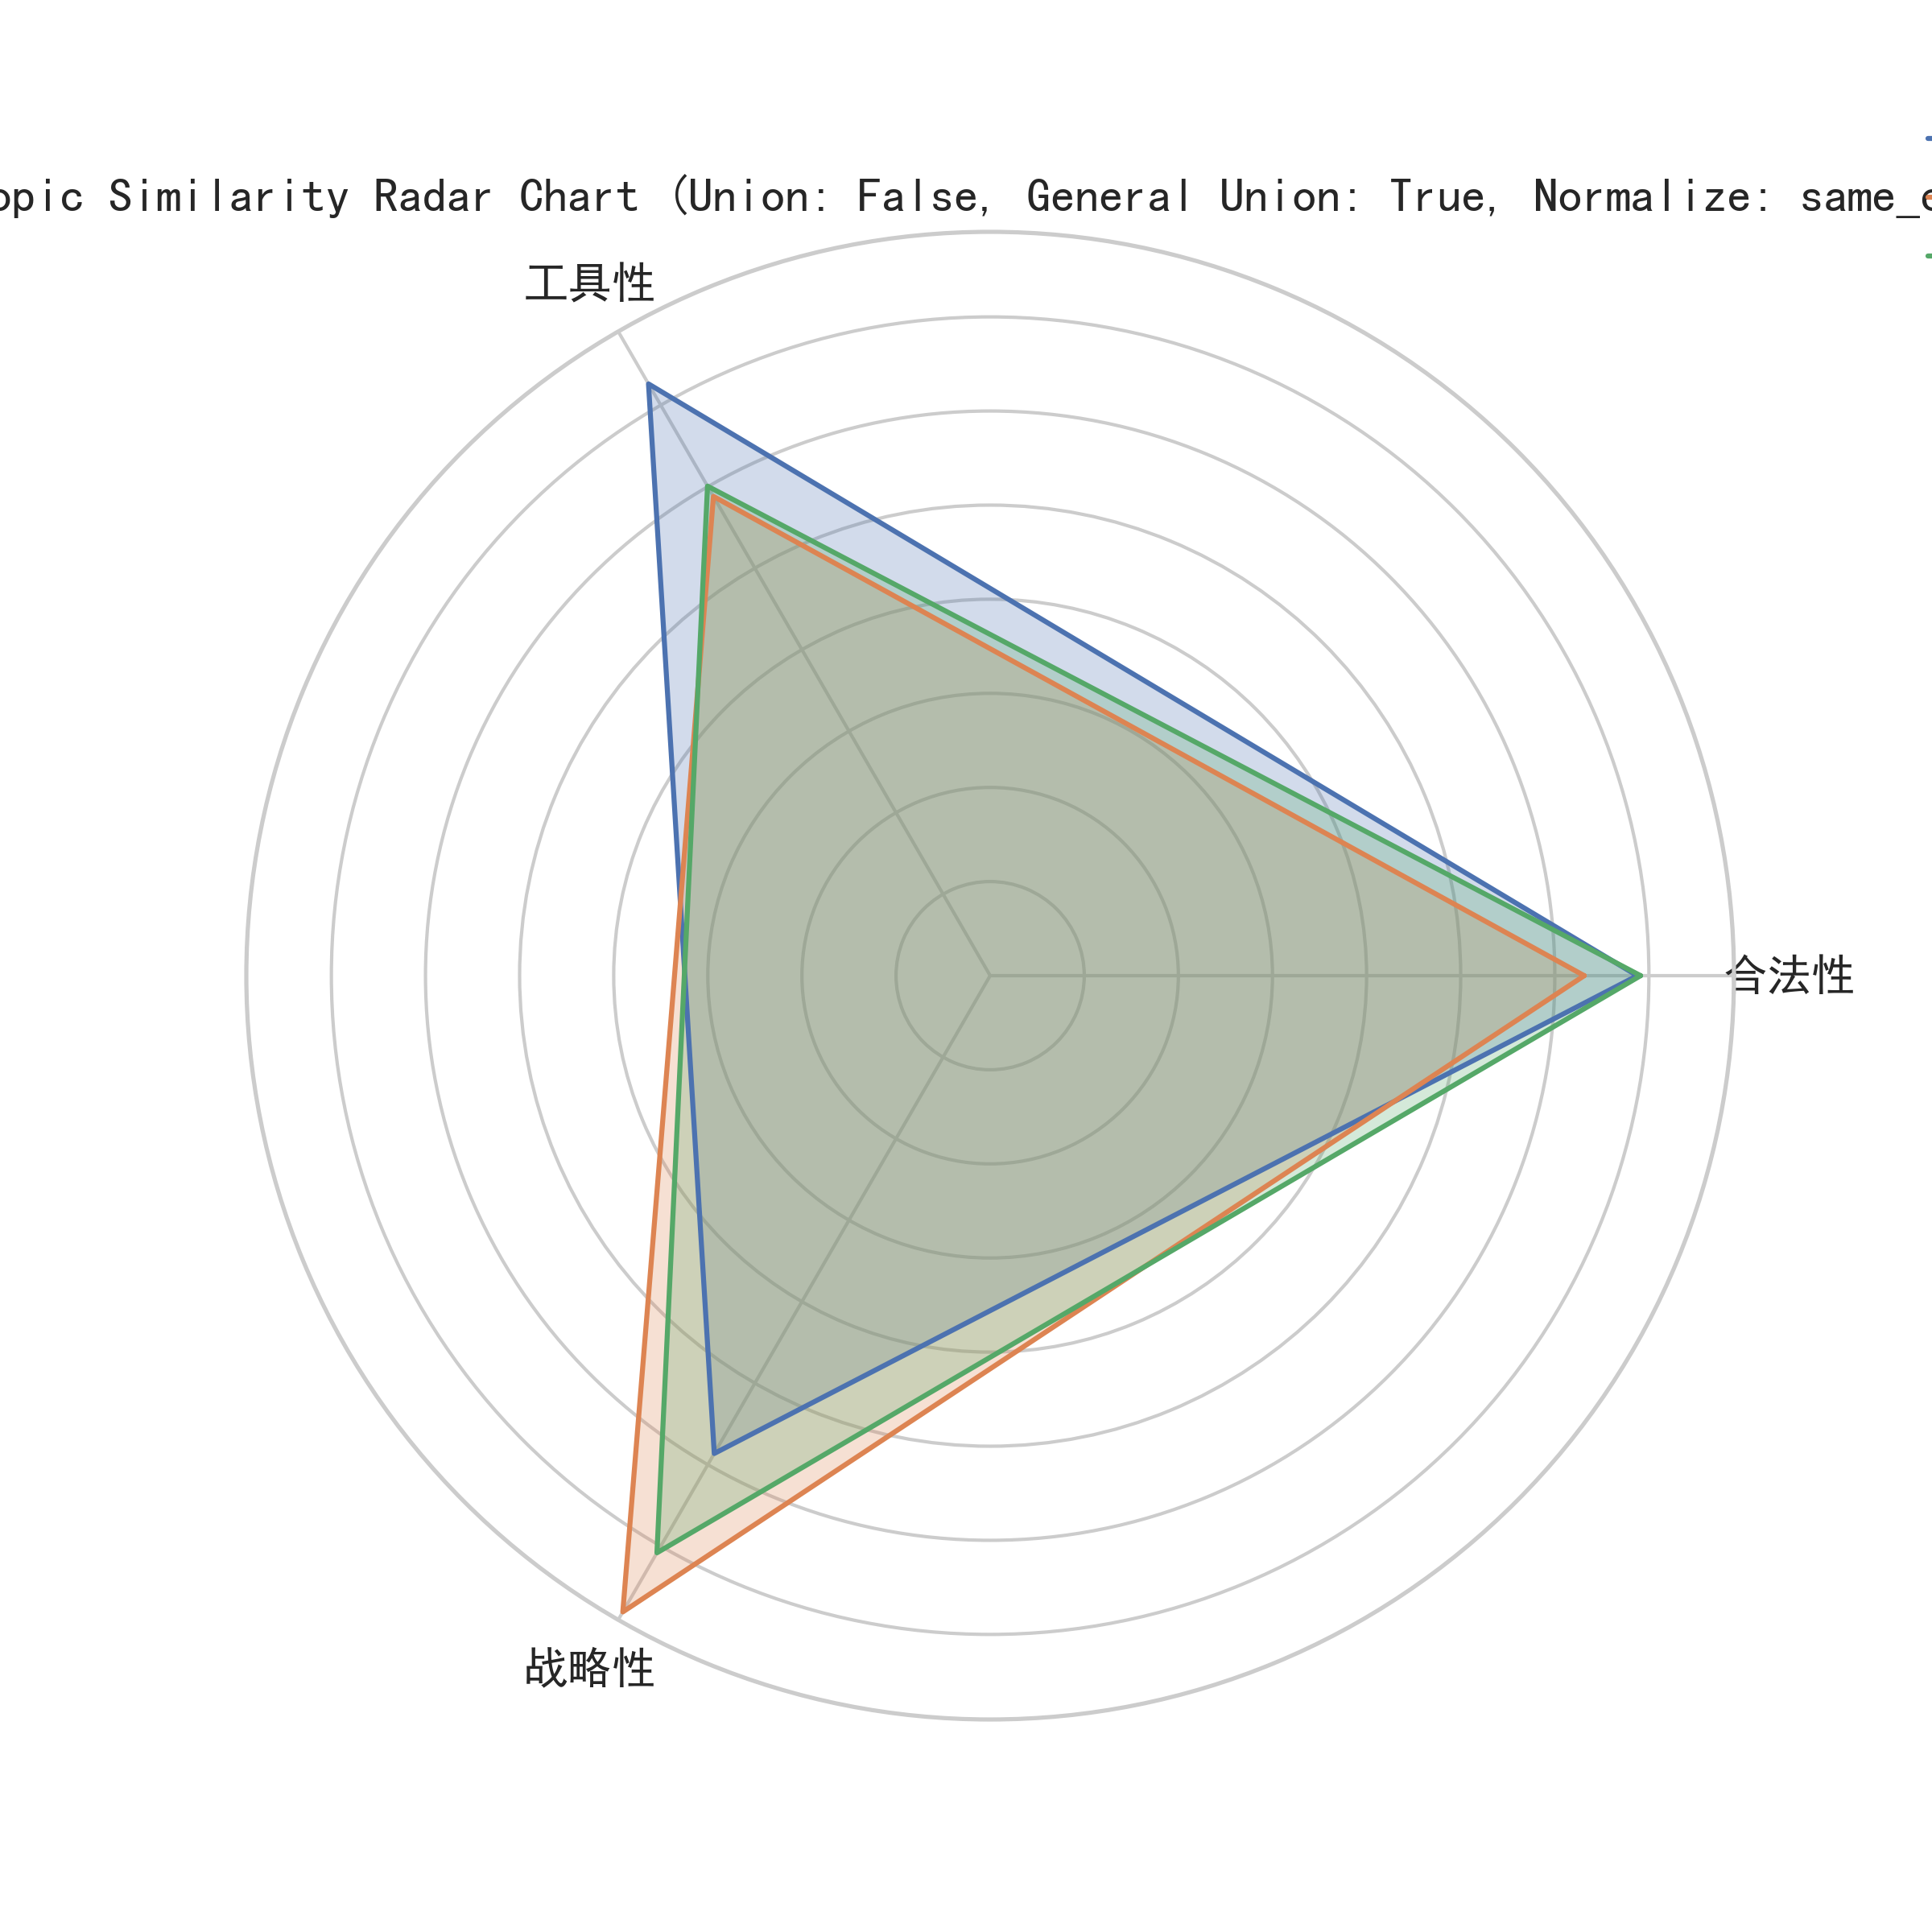 opic Similarity Radar Chart (Union: False, General Union: True, Normalize: same_e
工具性
合法性
战略性